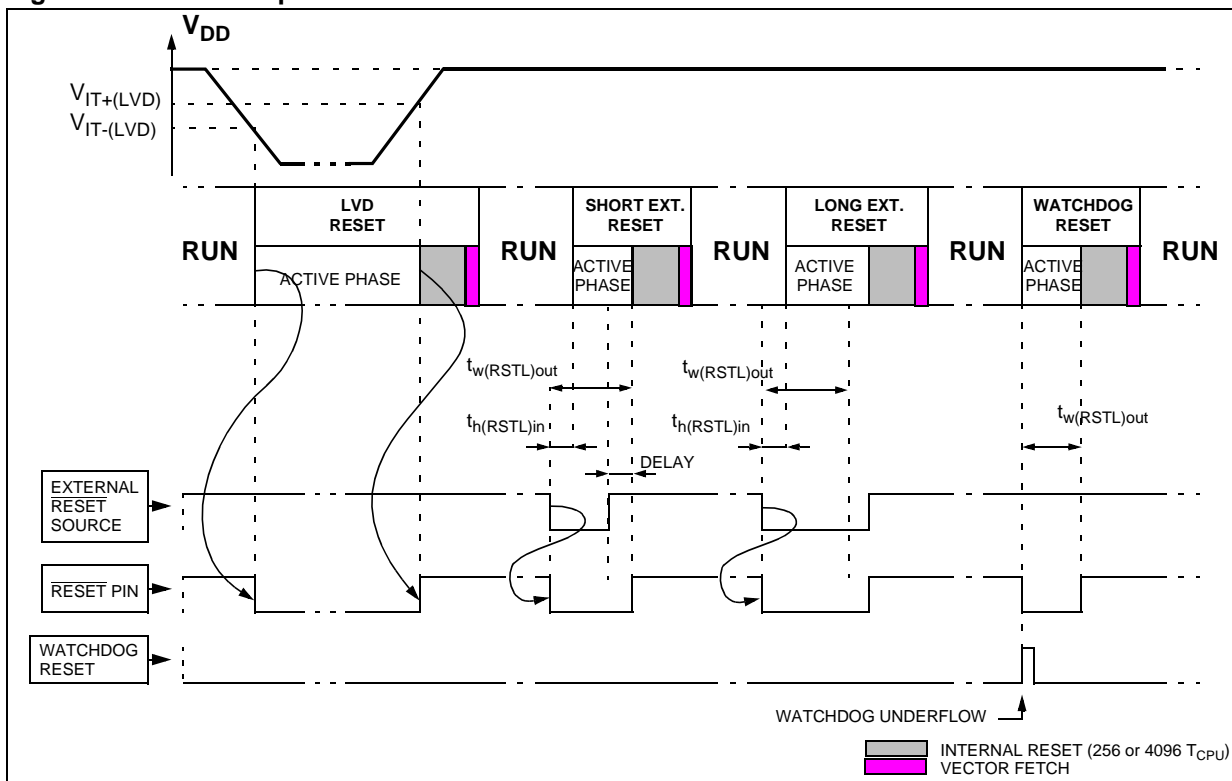 V_DD
V_IT+(LVD)
V_IT-(LVD)
LVD
RESET
SHORT EXT.
RESET
LONG EXT.
RESET
WATCHDOG
RESET
RUN
RUN
RUN
RUN
RUN
ACTIVE PHASE
ACTIVE
PHASE
ACTIVE
PHASE
ACTIVE
PHASE
t_w(RSTL)out
t_w(RSTL)out
t_w(RSTL)out
t_h(RSTL)in
t_h(RSTL)in
DELAY
EXTERNAL
RESET
SOURCE
RESET PIN
WATCHDOG
RESET
WATCHDOG UNDERFLOW
INTERNAL RESET (256 or 4096 T_CPU)
VECTOR FETCH